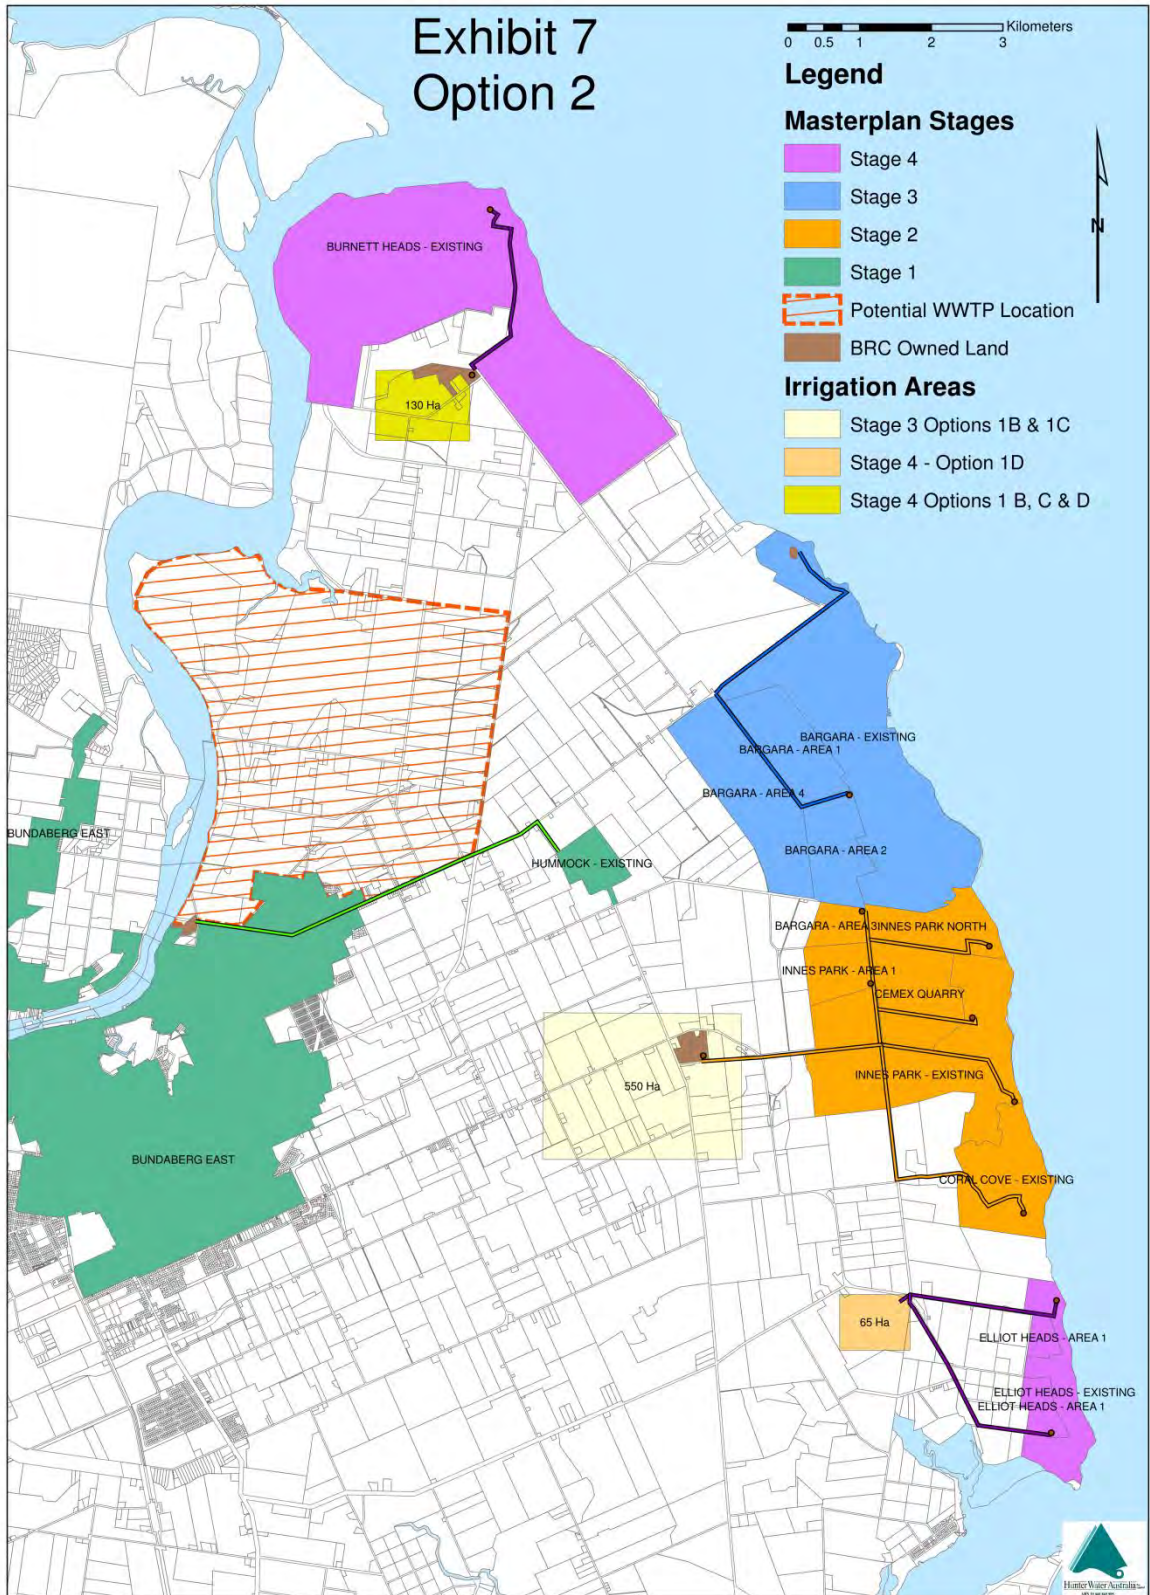 Exhibit 7
Option 2
Kilometers
0 0.5 1 2 3
Legend
Masterplan Stages
Stage 4
Stage 3
Stage 2
Stage 1
Potential WWTP Location
BRC Owned Land
Irrigation Areas
Stage 3 Options 1B & 1C
Stage 4 - Option 1D
Stage 4 Options 1 B, C & D
N
BURNETT HEADS - EXISTING
130 Ha
BARGARA - EXISTING
BARGARA - AREA 1
BARGARA - AREA 4
BARGARA - AREA 2
BUNDABERG EAST
HUMMOCK - EXISTING
BARGARA - AREA 3
INNES PARK NORTH
INNES PARK - AREA 1
CEMEX QUARRY
INNES PARK - EXISTING
550 Ha
BUNDABERG EAST
CORAL COVE - EXISTING
65 Ha
ELLIOT HEADS - AREA 1
ELLIOT HEADS - EXISTING
ELLIOT HEADS - AREA 1
Hunter Water Australia